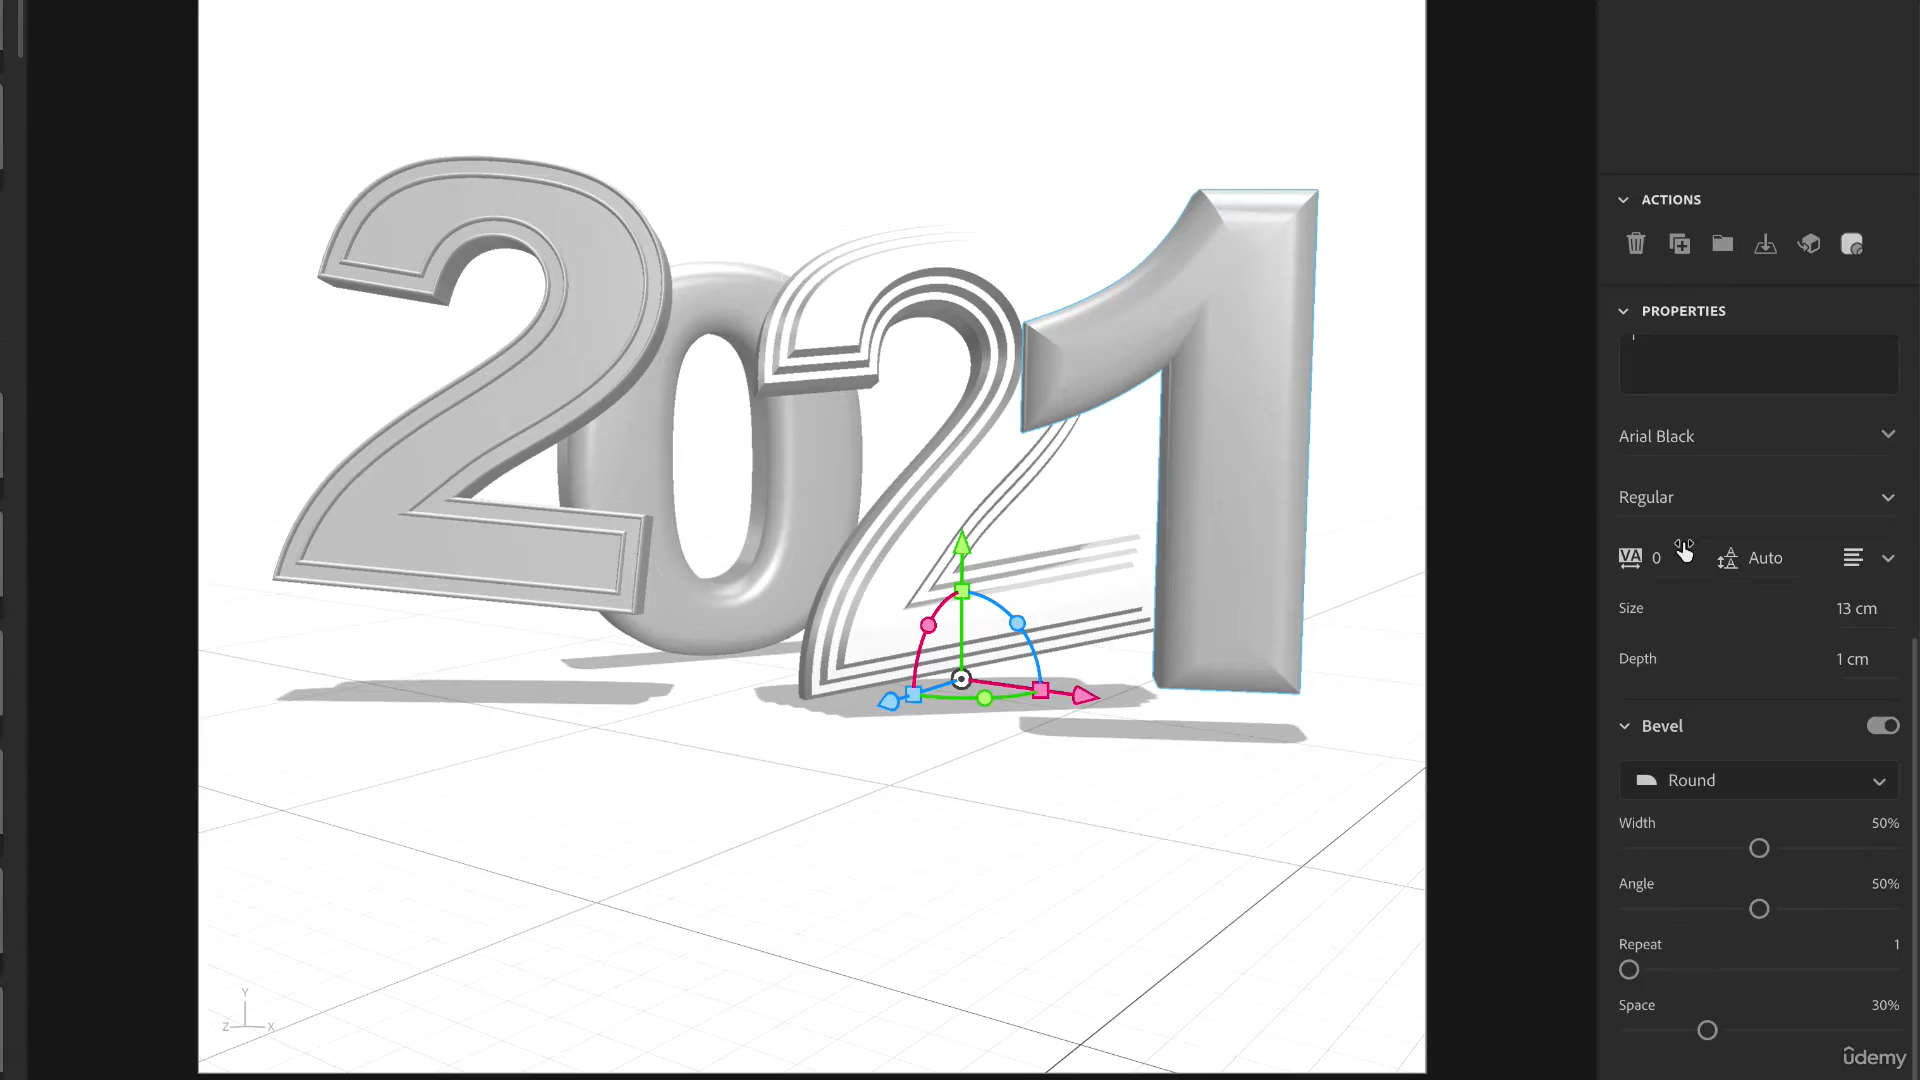 2021
ACTIONS
PROPERTIES
Arial Black
Regular
VA 0 Auto
Size 13 cm
Depth 1 cm
Bevel
Round
Width 50%
Angle 50%
Repeat 1
Space 30%
Y
Z X
ûdemy